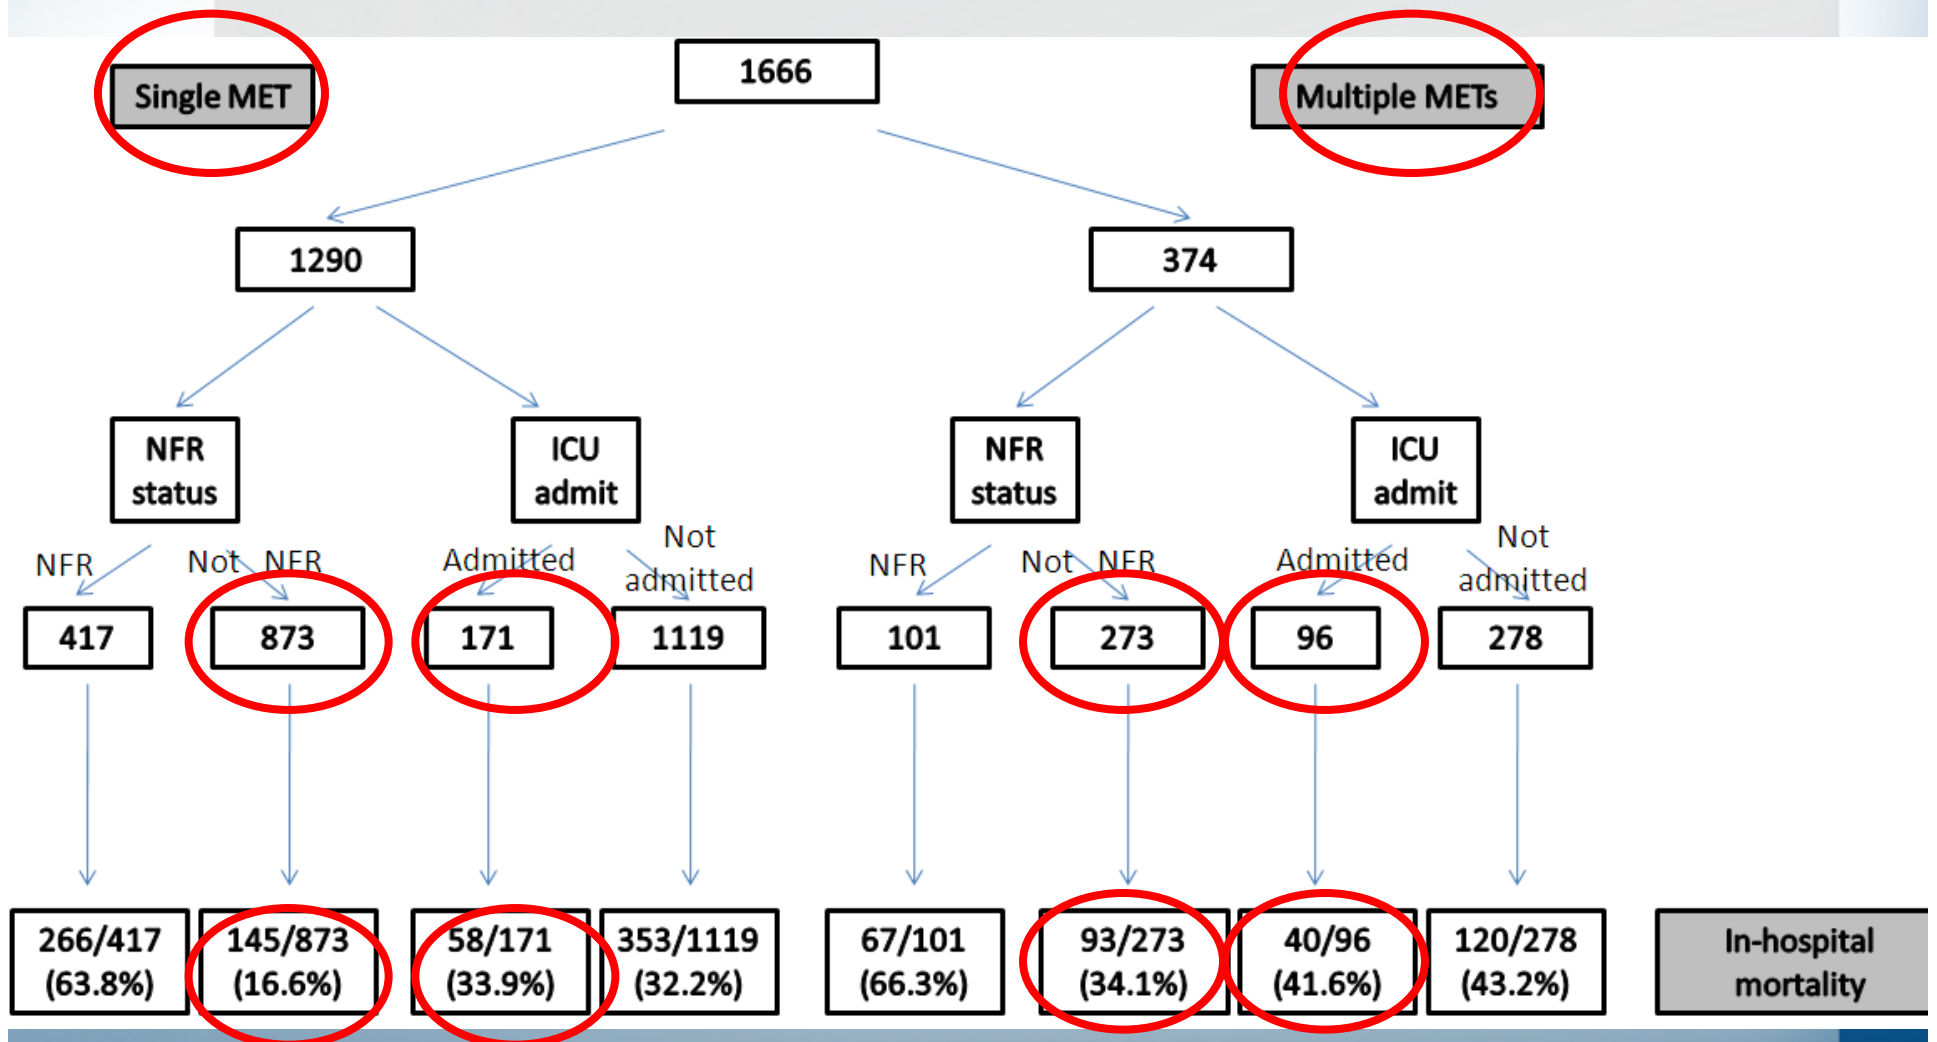 Single MET
1666
Multiple METs
1290
374
NFR
status
ICU
admit
NFR
status
ICU
admit
NFR
Not NFR
Admitted
Not
admitted
NFR
Not NFR
Admitted
Not
admitted
417
873
171
1119
101
273
96
278
266/417
(63.8%)
145/873
(16.6%)
58/171
(33.9%)
353/1119
(32.2%)
67/101
(66.3%)
93/273
(34.1%)
40/96
(41.6%)
120/278
(43.2%)
In-hospital
mortality